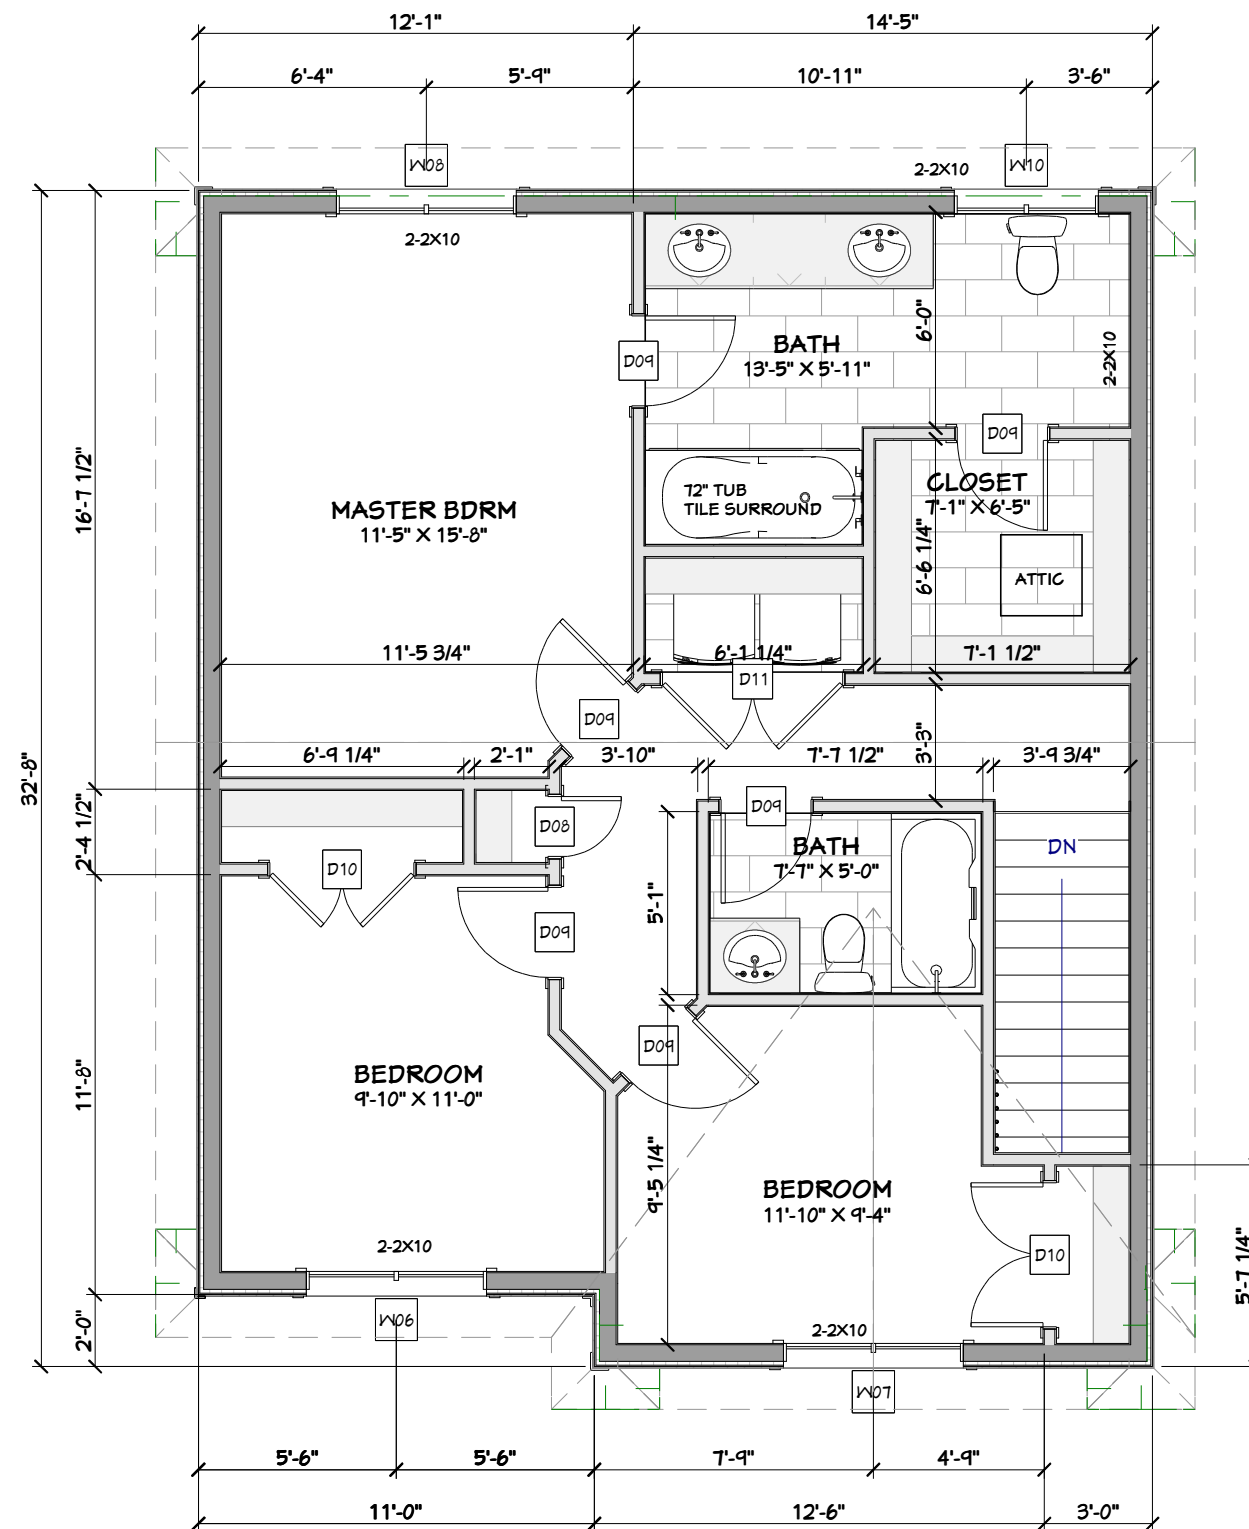 12'-1"
14'-5"
6'-4"
5'-9"
10'-11"
3'-6"
W08
2-2X10
W10
2-2X10
6'-0"
BATH
13'-5" X 5'-11"
2-2X10
D09
D09
16'-7 1/2"
MASTER BDRM
11'-5" X 15'-8"
72" TUB
TILE SURROUND
CLOSET
7'-1" X 6'-5"
6'-6 1/4"
ATTIC
11'-5 3/4"
6'-1 1/4"
7'-1 1/2"
D11
D09
32'-8"
6'-9 1/4"
2'-1"
3'-10"
7'-7 1/2"
3'-3"
3'-9 3/4"
2'-4 1/2"
D08
D09
BATH
7'-7" X 5'-0"
DN
D10
5'-1"
D09
D09
11'-8"
BEDROOM
9'-10" X 11'-0"
9'-5 1/4"
BEDROOM
11'-10" X 9'-4"
D10
5'-7 1/4"
2-2X10
2'-0"
W06
2-2X10
W07
5'-6"
5'-6"
7'-9"
4'-9"
11'-0"
12'-6"
3'-0"